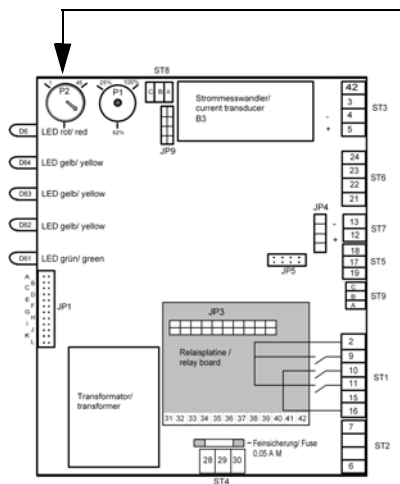 ST8
1 45
P2
25% 100%
P1
62%
C B A
JP9
Strommesswandler/
current transducer
B3
42
3
- 4
+ 5
ST3
D6 LED rot/ red
D64 LED gelb/ yellow
D63 LED gelb/ yellow
D62 LED gelb/ yellow
D61 LED grün/ green
24
23
22
21
ST6
JP4
-
+
13
12
ST7
18
17
19
ST5
JP5
C
B
A
ST9
A
B
C
D
E
F
G
H
I
J
K
L
JP1
JP3
Relaisplatine /
relay board
31 32 33 34 35 36 37 38 39 40 41 42
2
9
10
11
15
16
ST1
7
6
ST2
Transformator/
transformer
Feinsicherung/ Fuse
0,05 A M
28 29 30
ST4